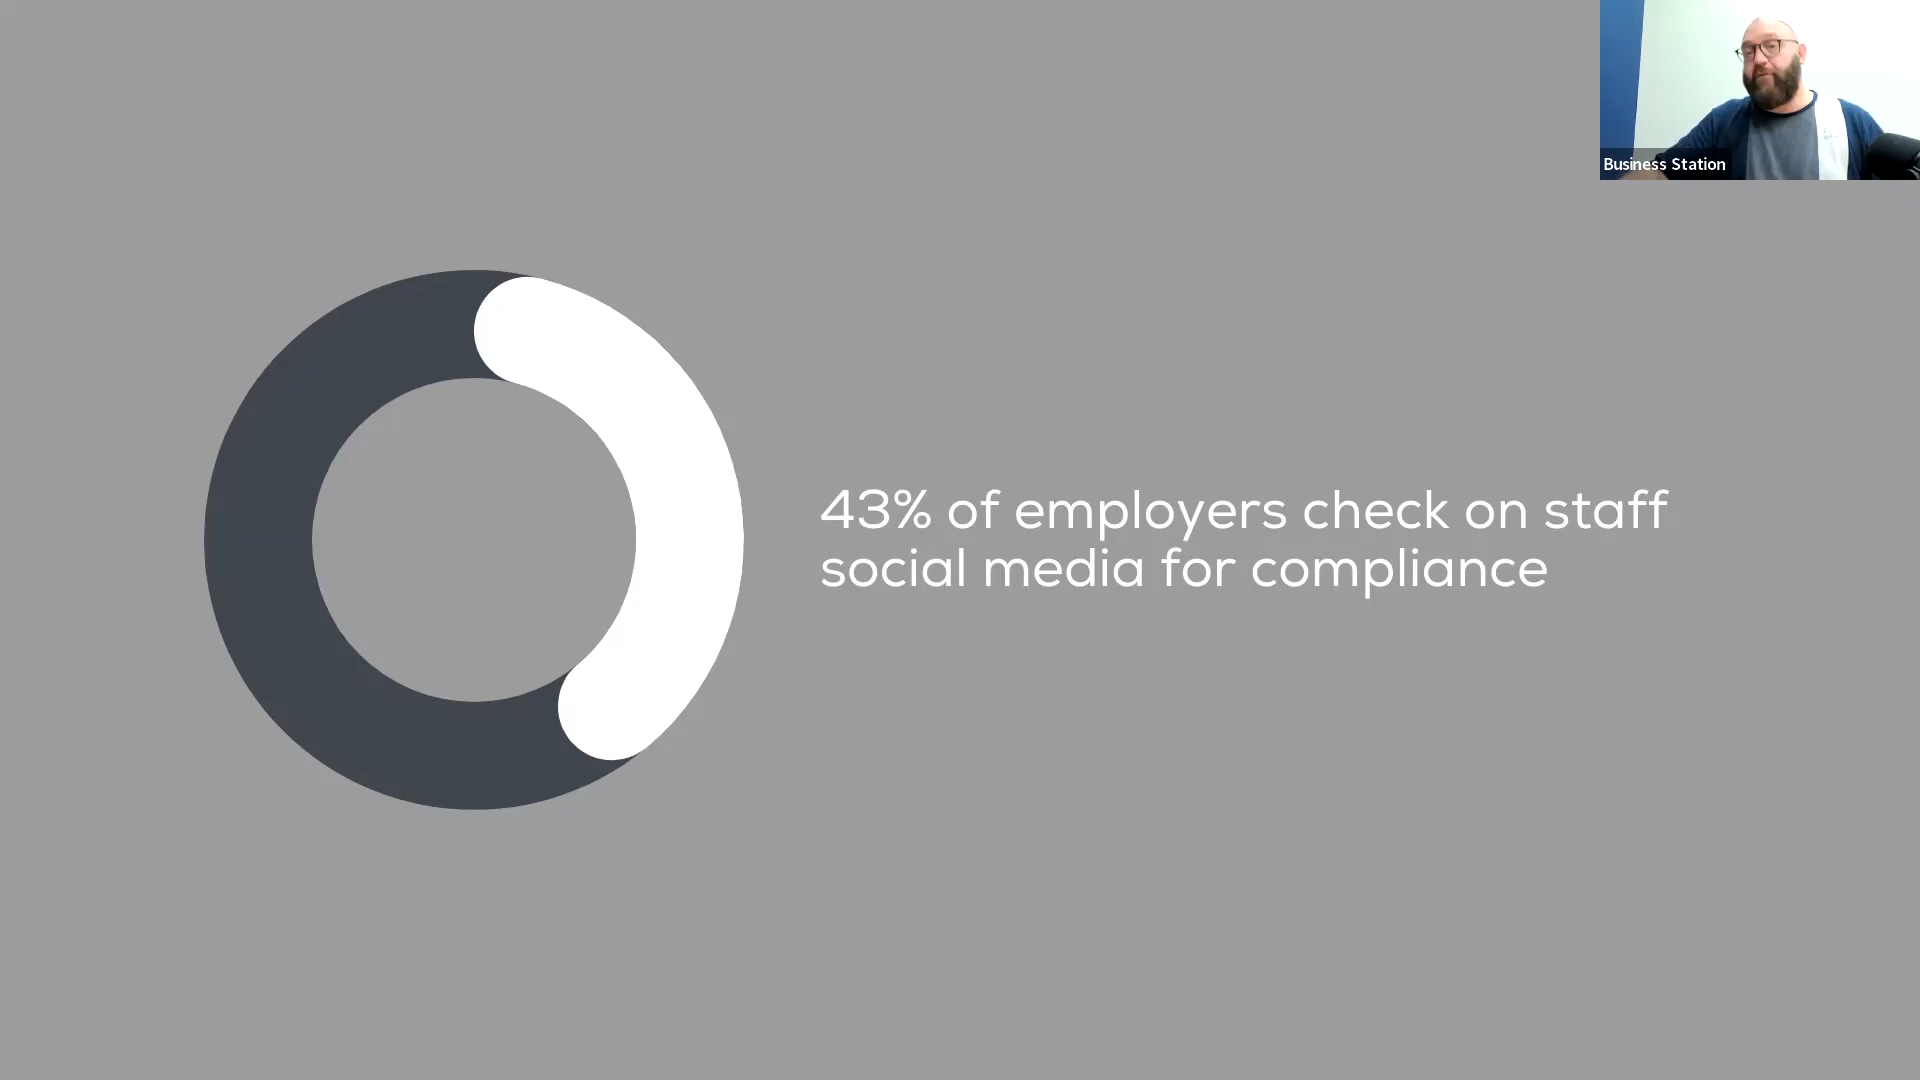 Business Station
43% of employers check on staff
social media for compliance